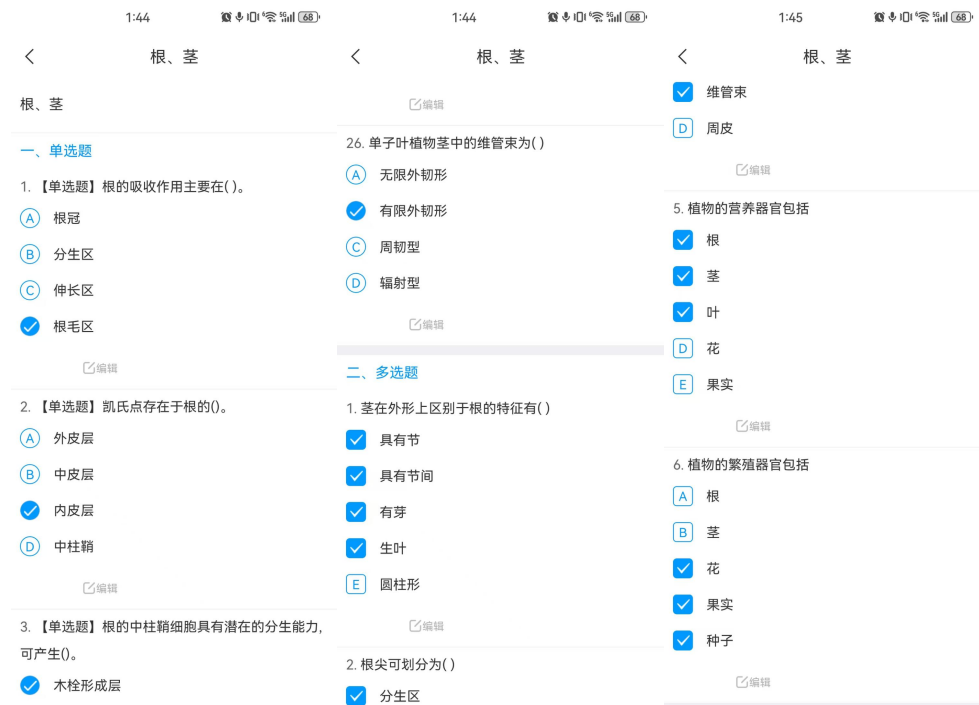 1:44
5G
68
根、茎
根、茎
一、单选题
1. 【单选题】根的吸收作用主要在( )。
A 根冠
B 分生区
C 伸长区
根毛区
编辑
2. 【单选题】凯氏点存在于根的()。
A 外皮层
B 中皮层
内皮层
D 中柱鞘
编辑
3. 【单选题】根的中柱鞘细胞具有潜在的分生能力,
可产生()。
木栓形成层
1:44
5G
68
根、茎
编辑
26. 单子叶植物茎中的维管束为( )
A 无限外韧形
有限外韧形
C 周韧型
D 辐射型
编辑
二、多选题
1. 茎在外形上区别于根的特征有( )
具有节
具有节间
有芽
生叶
E 圆柱形
编辑
2. 根尖可划分为( )
分生区
1:45
5G
68
根、茎
维管束
D 周皮
编辑
5. 植物的营养器官包括
根
茎
叶
D 花
E 果实
编辑
6. 植物的繁殖器官包括
A 根
B 茎
花
果实
种子
编辑